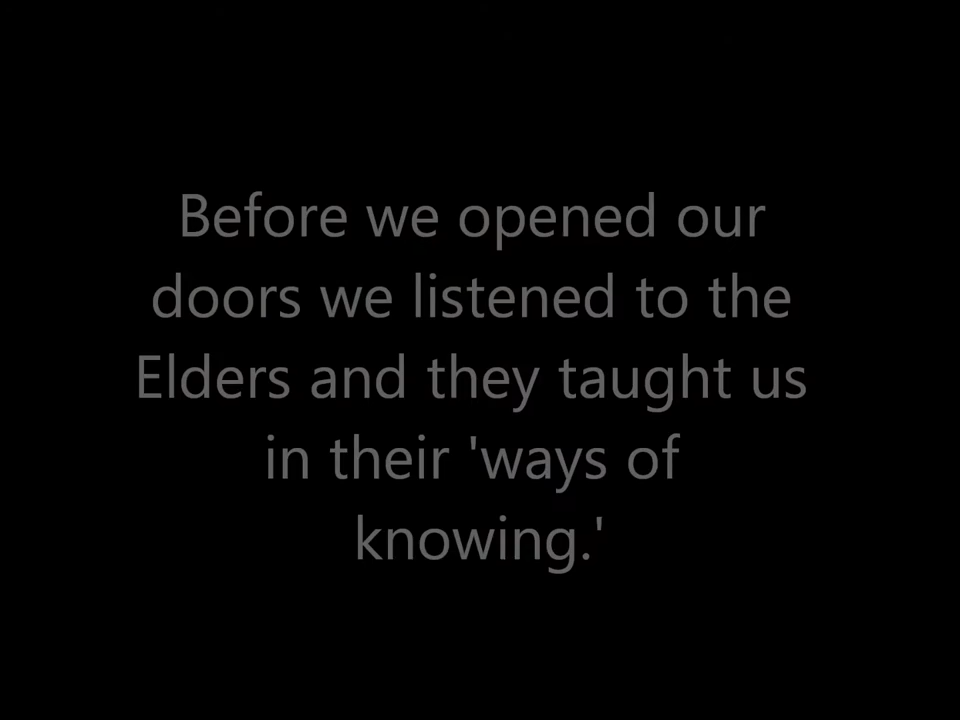 Before we opened our
doors we listened to the
Elders and they taught us
in their 'ways of
knowing.'